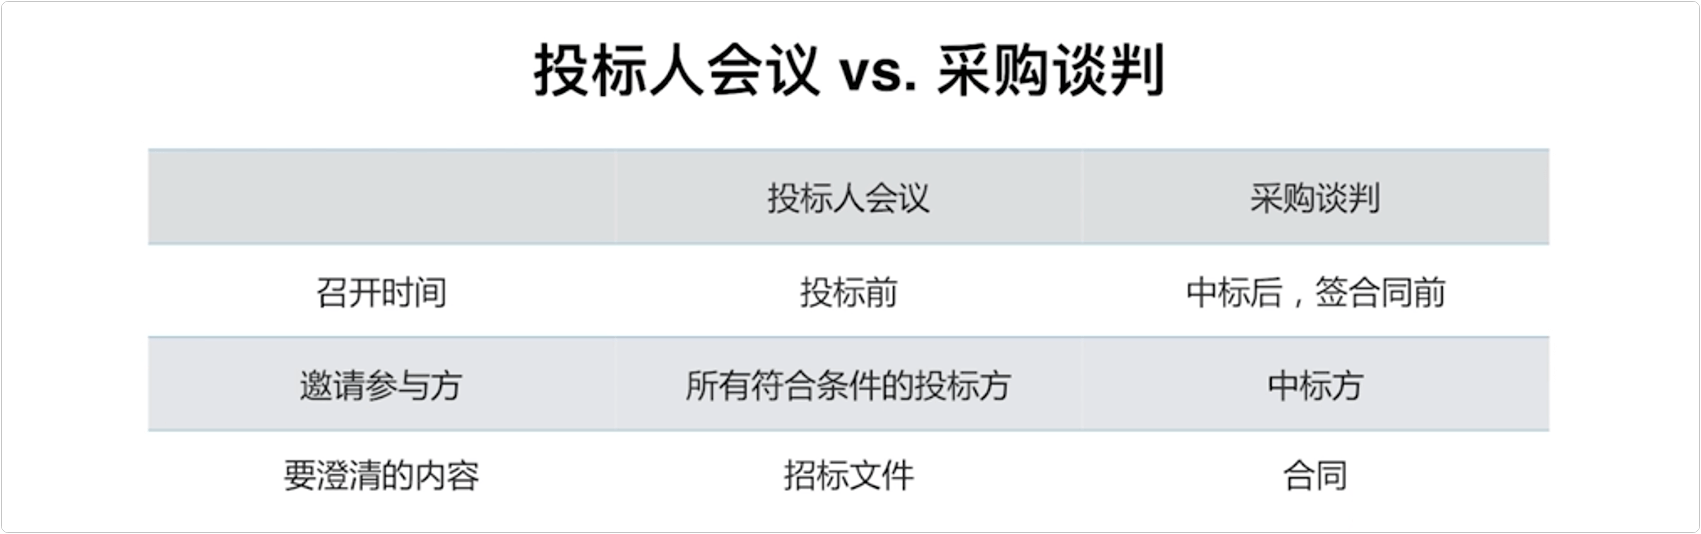 投标人会议 vs. 采购谈判
投标人会议 采购谈判
召开时间 投标前 中标后，签合同前
邀请参与方 所有符合条件的投标方 中标方
要澄清的内容 招标文件 合同